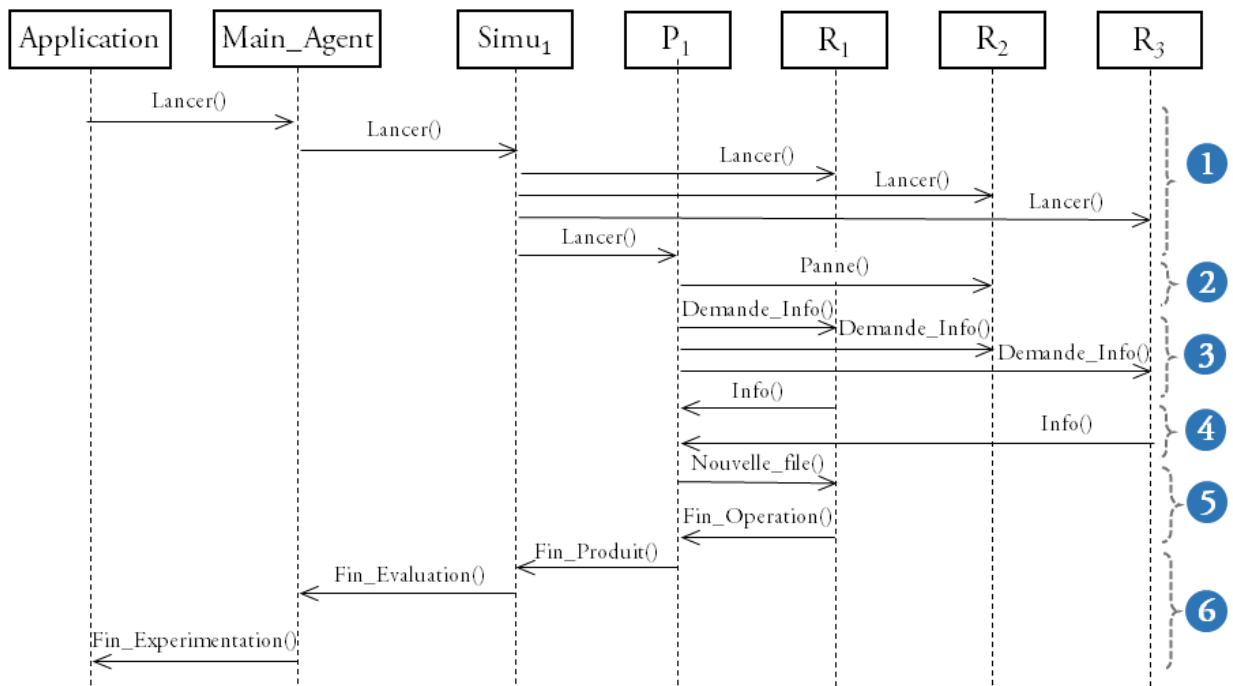 Application
Main_Agent
Simu₁
P₁
R₁
R₂
R₃
Lancer()
Lancer()
Lancer()
Lancer()
Lancer()
Lancer()
1
Panne()
2
Demande_Info()
Demande_Info()
Demande_Info()
3
Info()
Info()
4
Nouvelle_file()
Fin_Operation()
5
Fin_Produit()
Fin_Evaluation()
Fin_Experimentation()
6